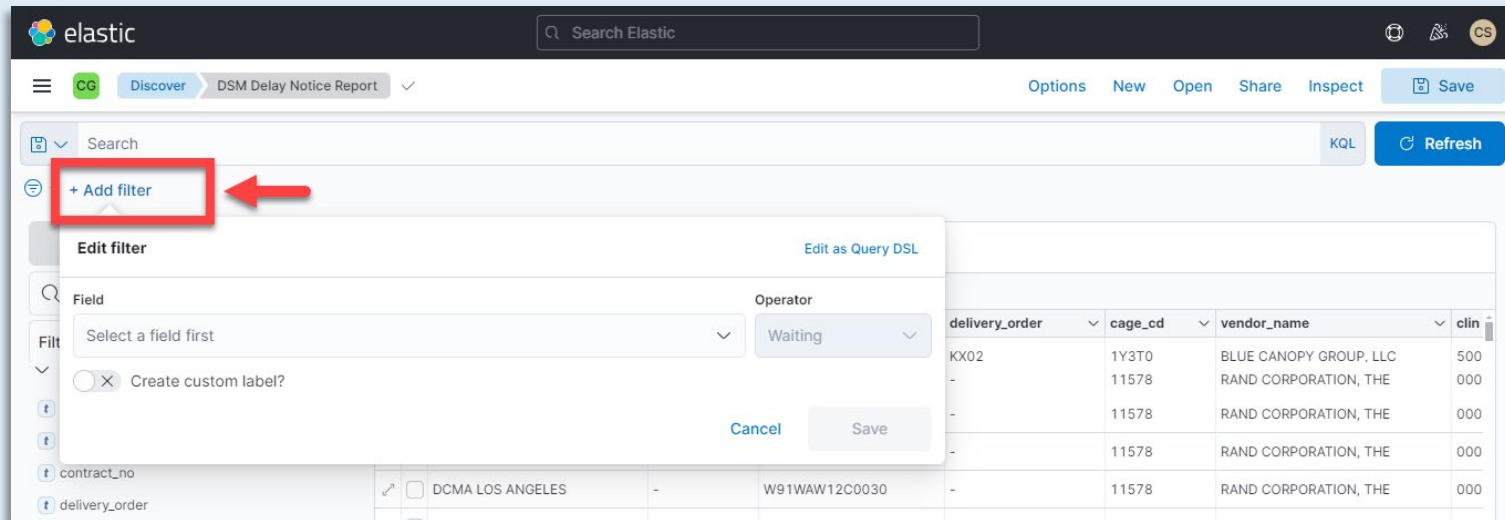 elastic
Search Elastic
CS
CG Discover DSM Delay Notice Report
Options New Open Share Inspect Save
Search
KQL
Refresh
+ Add filter
Edit filter
Edit as Query DSL
Field
Operator
Select a field first
Waiting
Create custom label?
Cancel
Save
Filt
t
t
t contract_no
t delivery_order
delivery_order cage_cd vendor_name clin
KX02 1Y3T0 BLUE CANOPY GROUP, LLC 500
- 11578 RAND CORPORATION, THE 000
- 11578 RAND CORPORATION, THE 000
- 11578 RAND CORPORATION, THE 000
DCMA LOS ANGELES - W91WAW12C0030 - 11578 RAND CORPORATION, THE 000